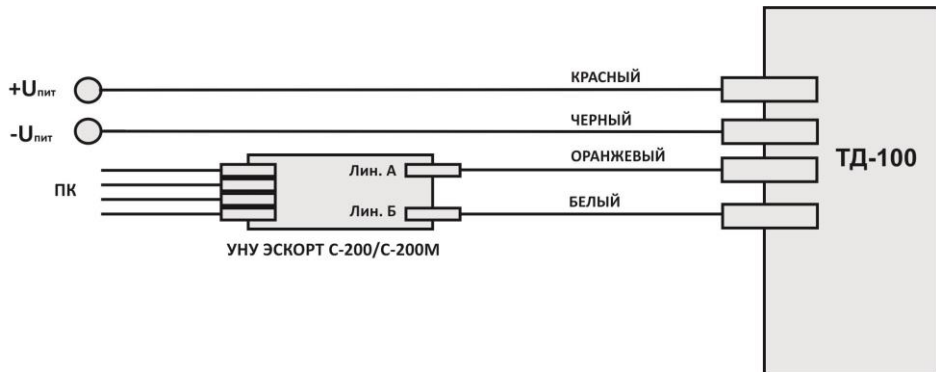 КРАСНЫЙ
+Uпит
ЧЕРНЫЙ
-Uпит
ОРАНЖЕВЫЙ
ТД-100
Лин. А
ПК
БЕЛЫЙ
Лин. Б
УНУ ЭСКОРТ С-200/С-200М